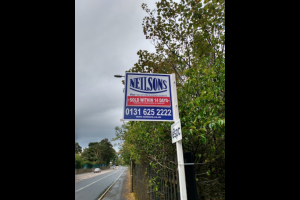 NEILSONS
SOLD WITHIN 14 DAYS
0131 625 2222